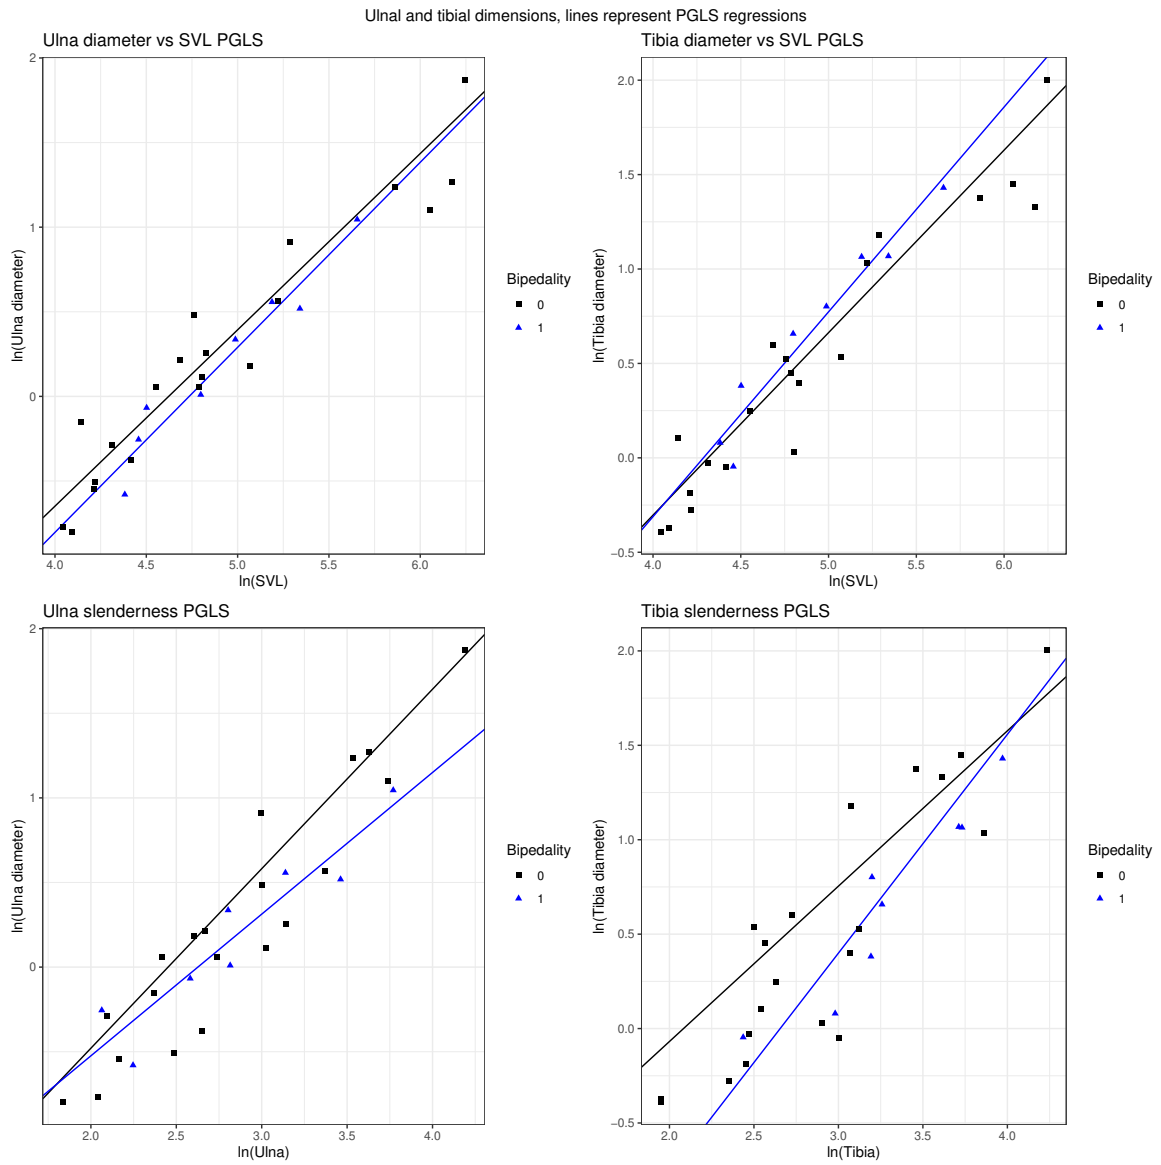 Ulnal and tibial dimensions, lines represent PGLS regressions
Ulna diameter vs SVL PGLS
2
1
0
ln(Ulna diameter)
4.0 4.5 5.0 5.5 6.0
ln(SVL)
Bipedality
0
1
Tibia diameter vs SVL PGLS
2.0
1.5
1.0
0.5
0.0
−0.5
ln(Tibia diameter)
4.0 4.5 5.0 5.5 6.0
ln(SVL)
Bipedality
0
1
Ulna slenderness PGLS
2
1
0
ln(Ulna diameter)
2.0 2.5 3.0 3.5 4.0
ln(Ulna)
Bipedality
0
1
Tibia slenderness PGLS
2.0
1.5
1.0
0.5
0.0
−0.5
ln(Tibia diameter)
2.0 2.5 3.0 3.5 4.0
ln(Tibia)
Bipedality
0
1